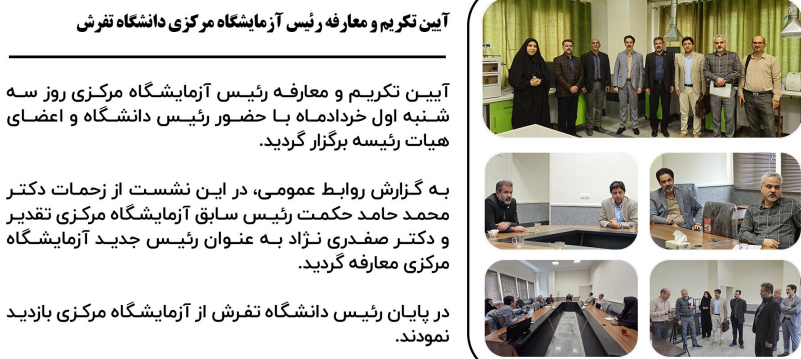 آیین تکریم و معارفه رئیس آزمایشگاه مرکزی دانشگاه تفرش
آیین تکریم و معارفه رئیس آزمایشگاه مرکزی روز سه
شنبه اول خردادماه با حضور رئیس دانشگاه و اعضای
هیات رئیسه برگزار گردید.
به گزارش روابط عمومی، در این نشست از زحمات دکتر
محمد حامد حکمت رئیس سابق آزمایشگاه مرکزی تقدیر
و دکتر صفدری نژاد به عنوان رئیس جدید آزمایشگاه
مرکزی معارفه گردید.
در پایان رئیس دانشگاه تفرش از آزمایشگاه مرکزی بازدید
نمودند.